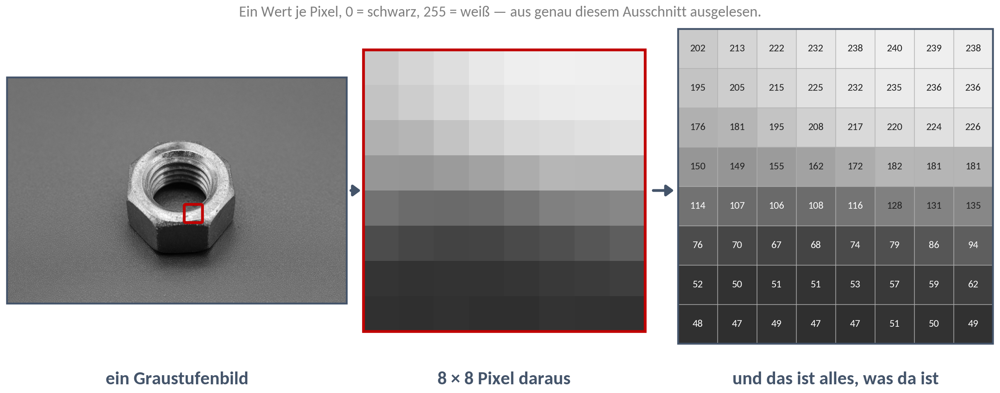 Ein Wert je Pixel, 0 = schwarz, 255 = weiß — aus genau diesem Ausschnitt ausgelesen.
202 213 222 232 238 240 239 238
195 205 215 225 232 235 236 236
176 181 195 208 217 220 224 226
150 149 155 162 172 182 181 181
114 107 106 108 116 128 131 135
76 70 67 68 74 79 86 94
52 50 51 51 53 57 59 62
48 47 49 47 47 51 50 49
ein Graustufenbild
8 × 8 Pixel daraus
und das ist alles, was da ist